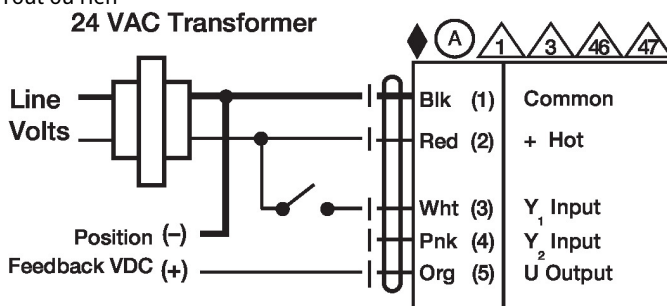 Tout ou rien
24 VAC Transformer
A 1 3 46 47
Line
Volts
Blk (1) Common
Red (2) + Hot
Wht (3) Y1 Input
Pnk (4) Y2 Input
Org (5) U Output
Position (–)
Feedback VDC (+)